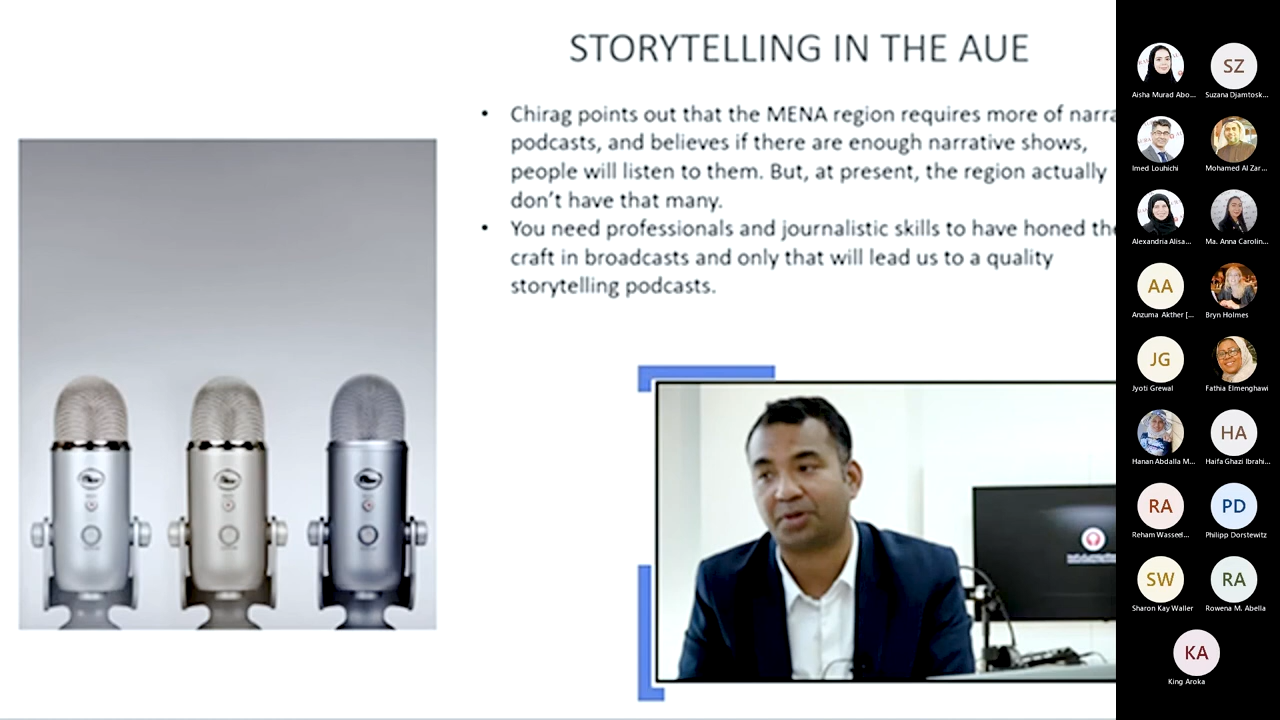 STORYTELLING IN THE AUE
• Chirag points out that the MENA region requires more of narra
podcasts, and believes if there are enough narrative shows,
people will listen to them. But, at present, the region actually
don't have that many.
• You need professionals and journalistic skills to have honed the
craft in broadcasts and only that will lead us to a quality
storytelling podcasts.
Aisha Murad Abo...
SZ
Suzana Djamtosk...
Imed Louhichi
Mohamed Al Zar...
Alexandria Alisa...
Ma. Anna Carolin...
AA
Anzuma Akther [...
Bryn Holmes
JG
Jyoti Grewal
Fathia Elmenghawi
Hanan Abdalla M...
HA
Haifa Ghazi Ibrahi...
RA
Reham Wasseel...
PD
Philipp Dorstewitz
SW
Sharon Kay Waller
RA
Rowena M. Abella
KA
King Aroka